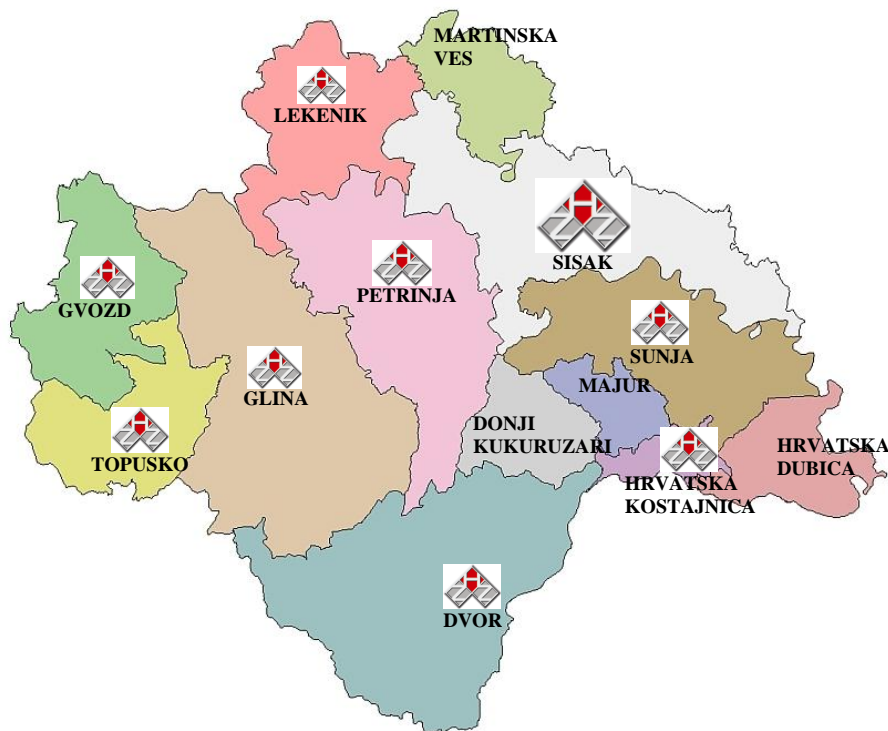 MARTINSKA
VES
LEKENIK
SISAK
PETRINJA
GVOZD
SUNJA
MAJUR
GLINA
DONJI
KUKURUZARI
HRVATSKA
DUBICA
TOPUSKO
HRVATSKA
KOSTAJNICA
DVOR